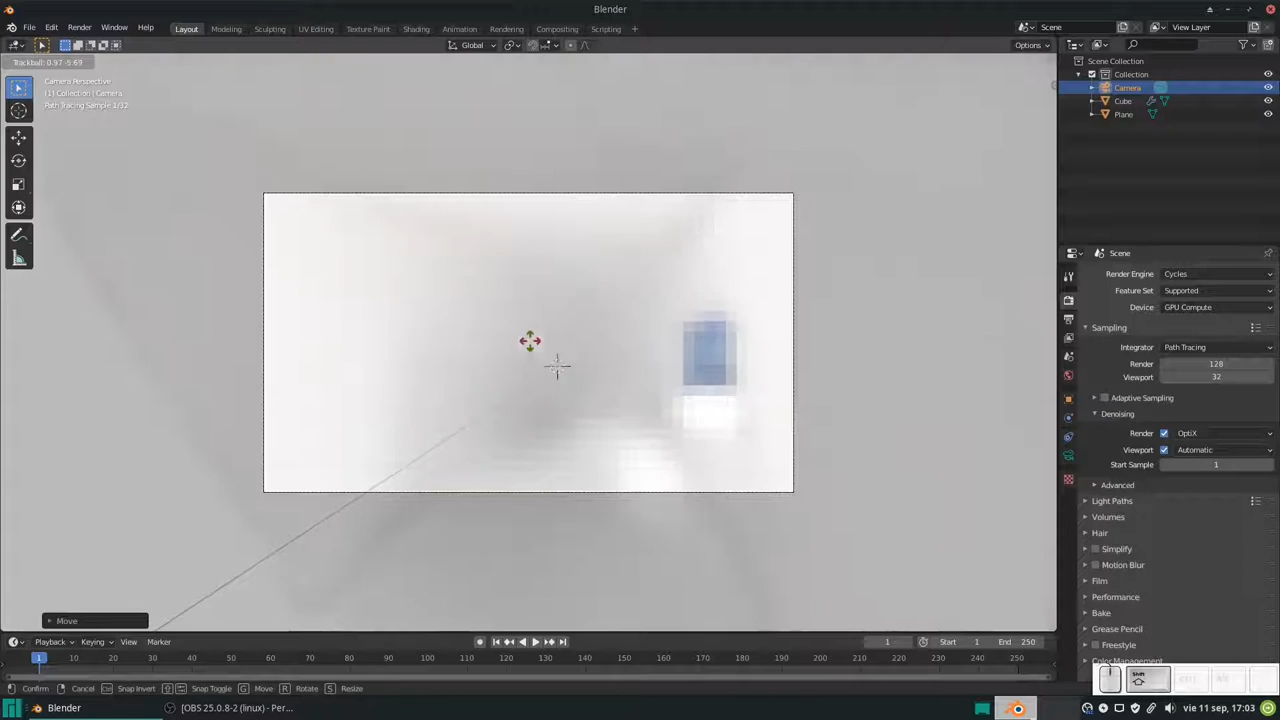 Blender
File Edit Render Window Help
Layout Modeling Sculpting UV Editing Texture Paint Shading Animation Rendering Compositing Scripting +
Scene
View Layer
Global
Options
Trackball: 0.97 -5.69
Camera Perspective
(1) Collection | Camera
Path Tracing Sample 1/32
Scene Collection
Collection
Camera
Cube
Plane
Scene
Render Engine Cycles
Feature Set Supported
Device GPU Compute
Sampling
Integrator Path Tracing
Render 128
Viewport 32
Adaptive Sampling
Denoising
Render OptiX
Viewport Automatic
Start Sample 1
Advanced
Light Paths
Volumes
Hair
Simplify
Motion Blur
Film
Performance
Bake
Grease Pencil
Freestyle
Color Management
Move
Playback Keying View Marker
1 Start 1 End 250
1 10 20 30 40 50 60 70 80 90 100 110 120 130 140 150 160 170 180 190 200 210 220 230 240 250
Confirm Cancel Snap Invert Snap Toggle G Move R Rotate S Resize
Shift
Blender [OBS 25.0.8-2 (linux) - Per... vie 11 sep, 17:03